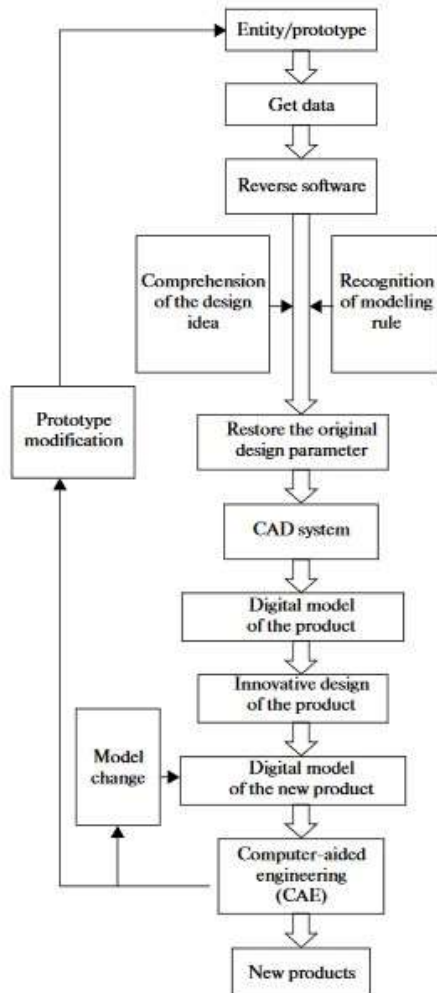 Entity/prototype
Get data
Reverse software
Comprehension
of the design
idea
Recognition
of modeling
rule
Prototype
modification
Restore the original
design parameter
CAD system
Digital model
of the product
Innovative design
of the product
Model
change
Digital model
of the new product
Computer-aided
engineering
(CAE)
New products